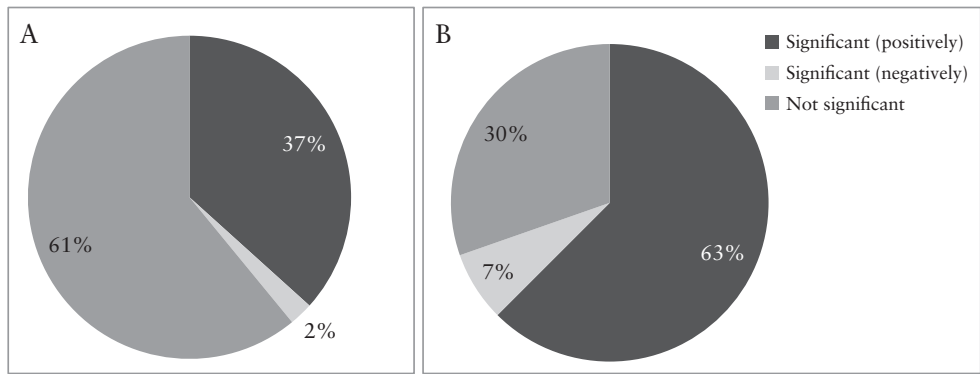 A
37%
61%
2%
B
Significant (positively)
Significant (negatively)
Not significant
30%
63%
7%